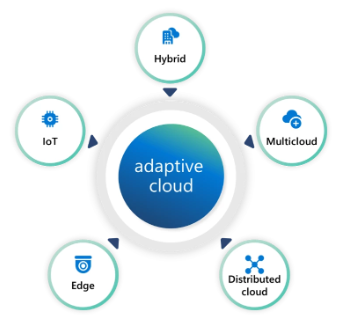 Hybrid
IoT
Multicloud
adaptive
cloud
Edge
Distributed
cloud